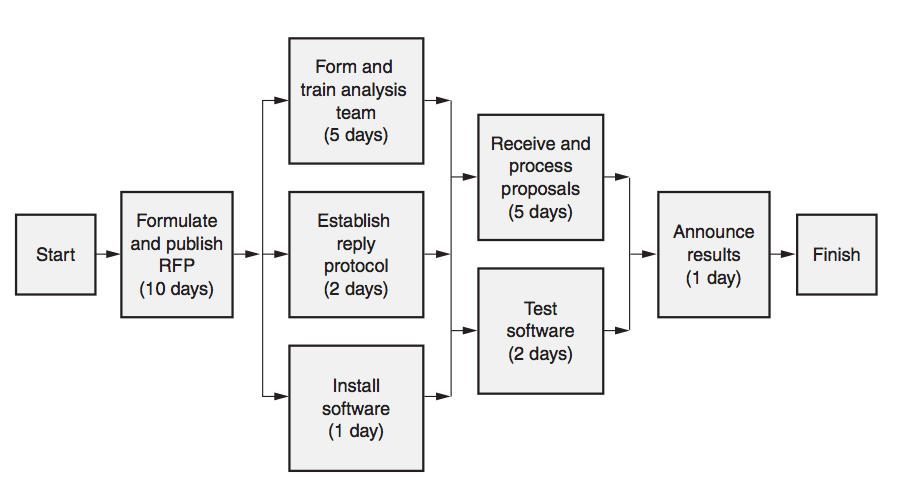 Start
Formulate
and publish
RFP
(10 days)
Form and
train analysis
team
(5 days)
Establish
reply
protocol
(2 days)
Install
software
(1 day)
Receive and
process
proposals
(5 days)
Test
software
(2 days)
Announce
results
(1 day)
Finish